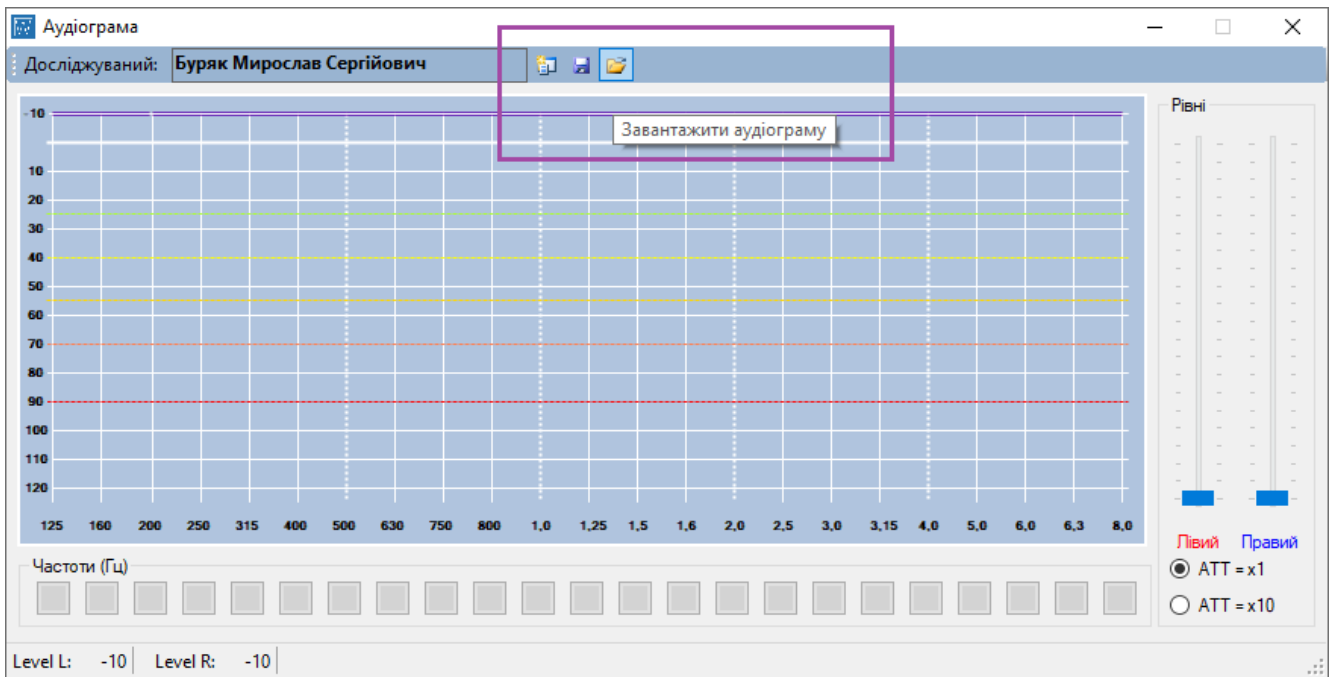 Аудіограма
Досліджуваний: Буряк Мирослав Сергійович
Завантажити аудіограму
Рівні
-10
10
20
30
40
50
60
70
80
90
100
110
120
125 160 200 250 315 400 500 630 750 800 1,0 1,25 1,5 1,6 2,0 2,5 3,0 3,15 4,0 5,0 6,0 6,3 8,0
Лівий Правий
Частоти (Гц)
ATT = x1
ATT = x10
Level L: -10 Level R: -10